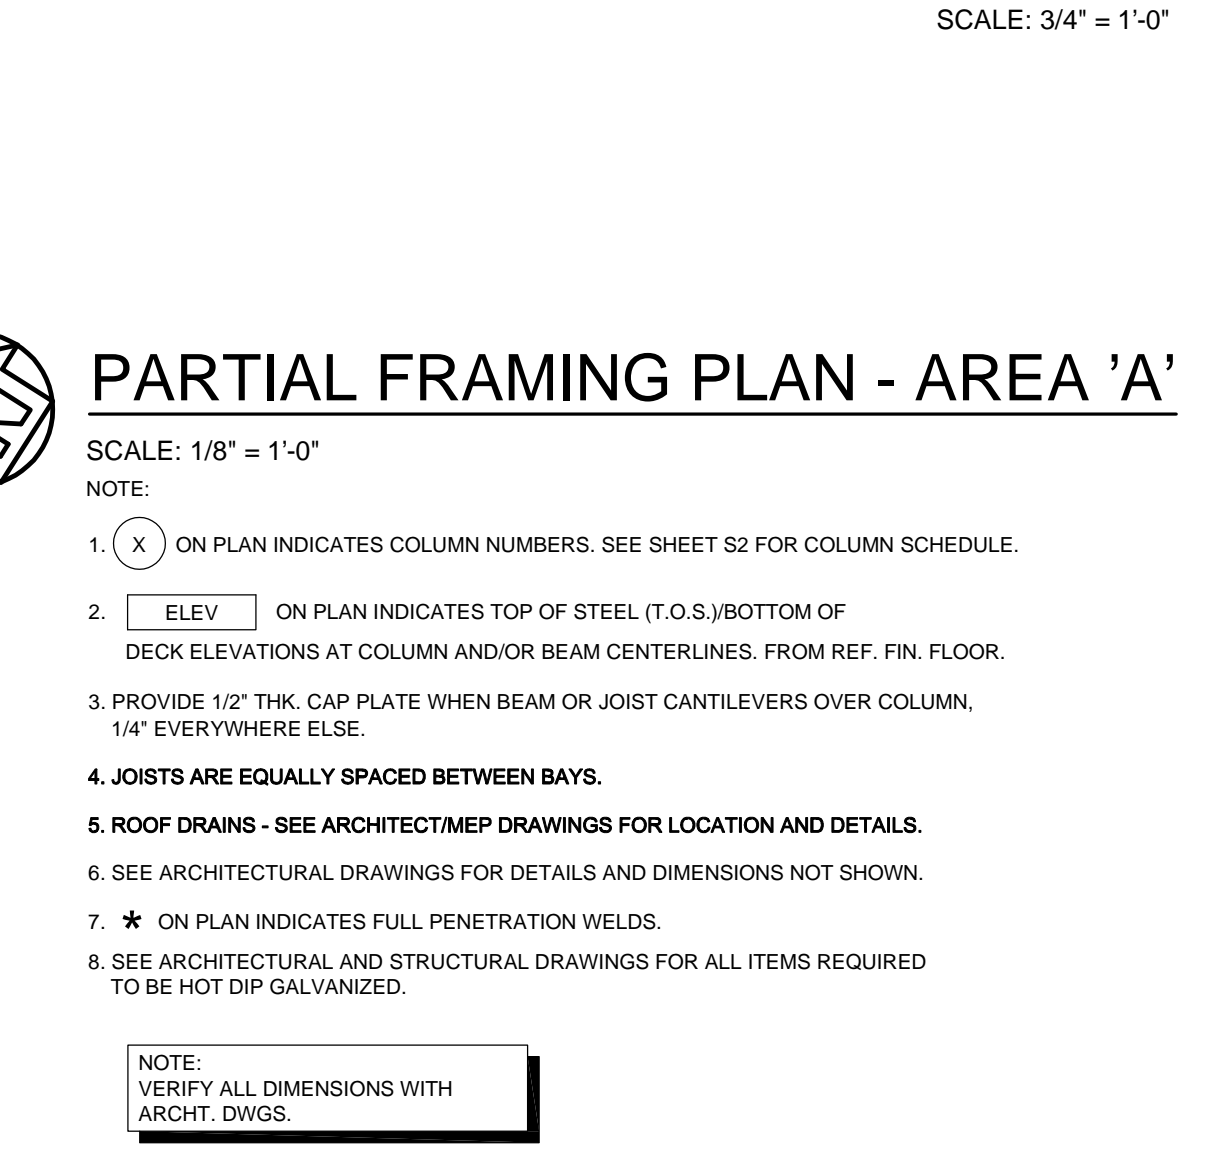 SCALE: 3/4" = 1’-0"
PARTIAL FRAMING PLAN - AREA ’A’
SCALE: 1/8" = 1’-0"
NOTE:
1. X ON PLAN INDICATES COLUMN NUMBERS. SEE SHEET S2 FOR COLUMN SCHEDULE.
2. ELEV ON PLAN INDICATES TOP OF STEEL (T.O.S.)/BOTTOM OF
DECK ELEVATIONS AT COLUMN AND/OR BEAM CENTERLINES. FROM REF. FIN. FLOOR.
3. PROVIDE 1/2" THK. CAP PLATE WHEN BEAM OR JOIST CANTILEVERS OVER COLUMN,
1/4" EVERYWHERE ELSE.
4. JOISTS ARE EQUALLY SPACED BETWEEN BAYS.
5. ROOF DRAINS - SEE ARCHITECT/MEP DRAWINGS FOR LOCATION AND DETAILS.
6. SEE ARCHITECTURAL DRAWINGS FOR DETAILS AND DIMENSIONS NOT SHOWN.
7. * ON PLAN INDICATES FULL PENETRATION WELDS.
8. SEE ARCHITECTURAL AND STRUCTURAL DRAWINGS FOR ALL ITEMS REQUIRED
TO BE HOT DIP GALVANIZED.
NOTE:
VERIFY ALL DIMENSIONS WITH
ARCHT. DWGS.